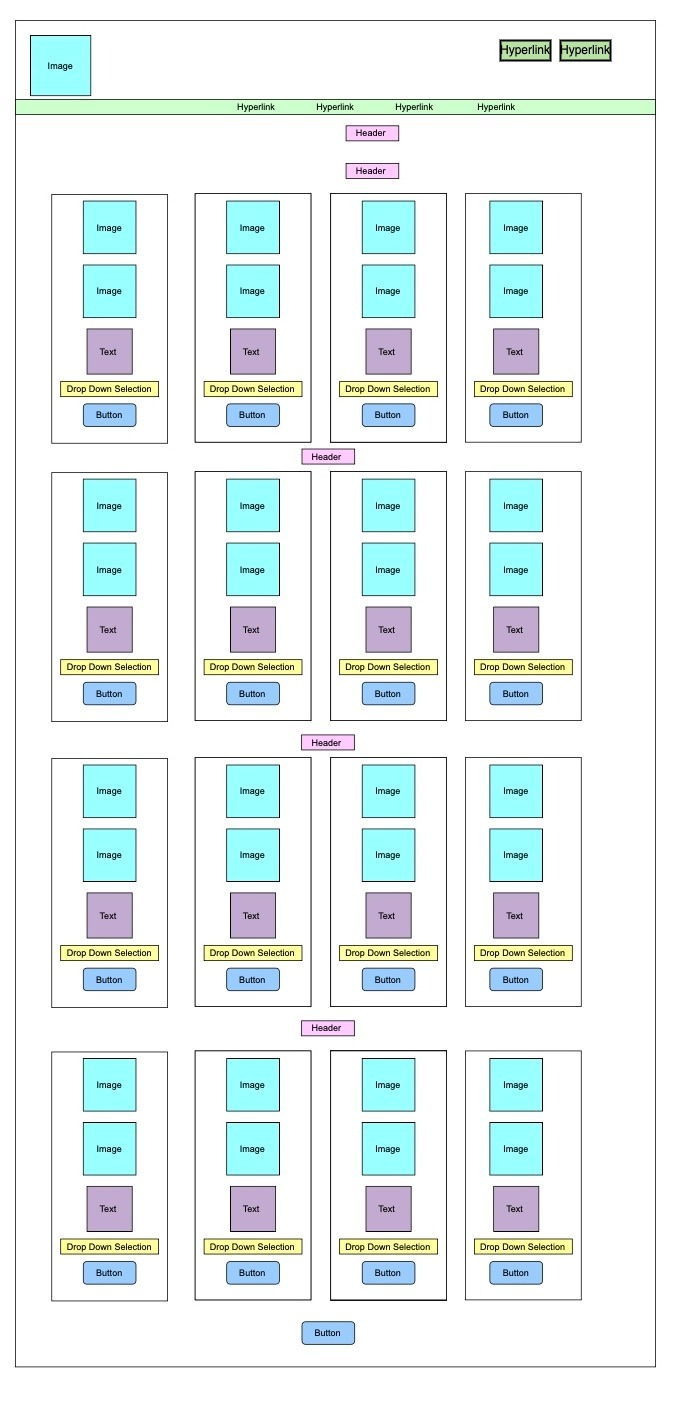 Image
Hyperlink Hyperlink
Hyperlink Hyperlink Hyperlink Hyperlink
Header
Header
Image Image Image Image
Image Image Image Image
Text Text Text Text
Drop Down Selection Drop Down Selection Drop Down Selection Drop Down Selection
Button Button Button Button
Header
Image Image Image Image
Image Image Image Image
Text Text Text Text
Drop Down Selection Drop Down Selection Drop Down Selection Drop Down Selection
Button Button Button Button
Header
Image Image Image Image
Image Image Image Image
Text Text Text Text
Drop Down Selection Drop Down Selection Drop Down Selection Drop Down Selection
Button Button Button Button
Header
Image Image Image Image
Image Image Image Image
Text Text Text Text
Drop Down Selection Drop Down Selection Drop Down Selection Drop Down Selection
Button Button Button Button
Button